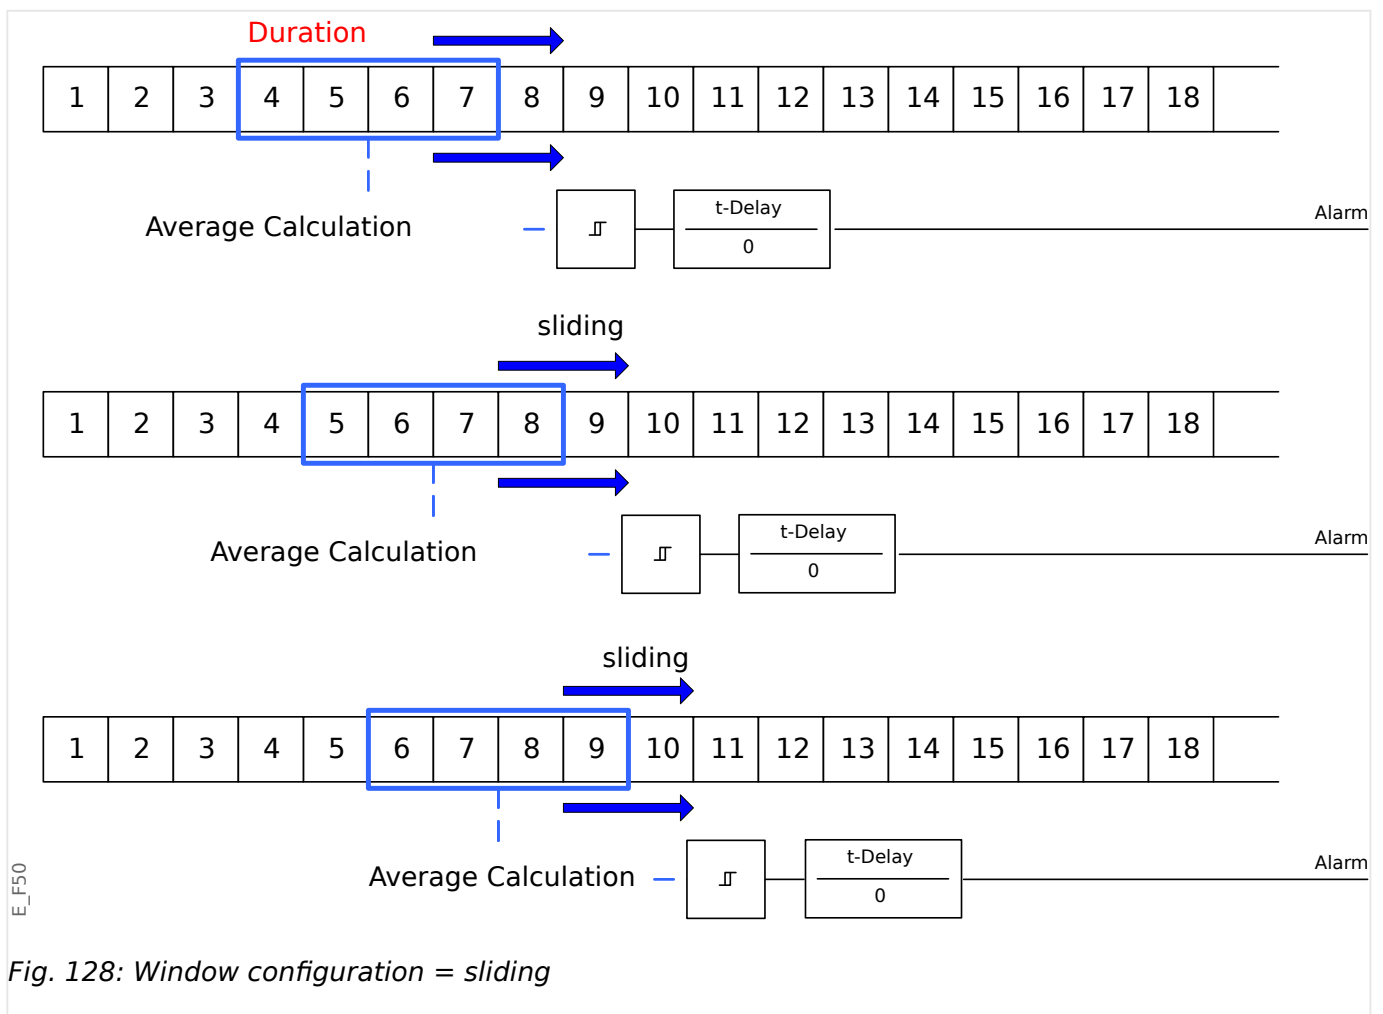 Duration
1 2 3 4 5 6 7 8 9 10 11 12 13 14 15 16 17 18
t-Delay
Alarm
Average Calculation
0
sliding
1 2 3 4 5 6 7 8 9 10 11 12 13 14 15 16 17 18
t-Delay
Alarm
Average Calculation
0
sliding
1 2 3 4 5 6 7 8 9 10 11 12 13 14 15 16 17 18
t-Delay
Alarm
Average Calculation
0
E_F50
Fig. 128: Window configuration = sliding